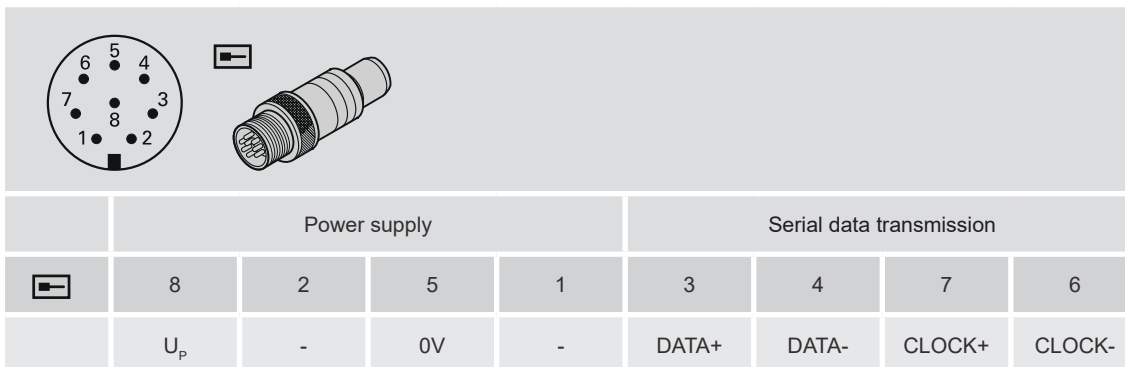 5
6 4
7 3
8
1 2
Power supply Serial data transmission
8 2 5 1 3 4 7 6
UP - 0V - DATA+ DATA- CLOCK+ CLOCK-